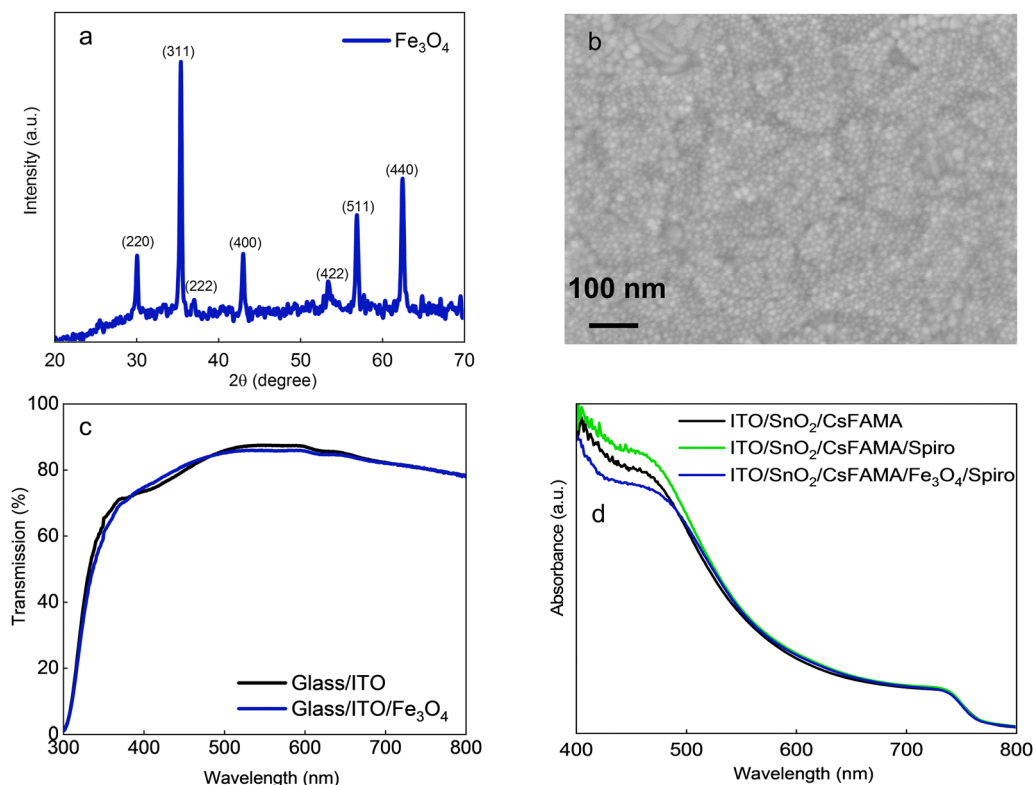 a
Fe₃O₄
(311)
(440)
(511)
(220)
(400)
(422)
(222)
Intensity (a.u.)
20 30 40 50 60 70
2θ (degree)
b
100 nm
c
100
80
60
40
20
0
Transmission (%)
Glass/ITO
Glass/ITO/Fe₃O₄
300 400 500 600 700 800
Wavelength (nm)
ITO/SnO₂/CsFAMA
ITO/SnO₂/CsFAMA/Spiro
ITO/SnO₂/CsFAMA/Fe₃O₄/Spiro
d
Absorbance (a.u.)
400 500 600 700 800
Wavelength (nm)